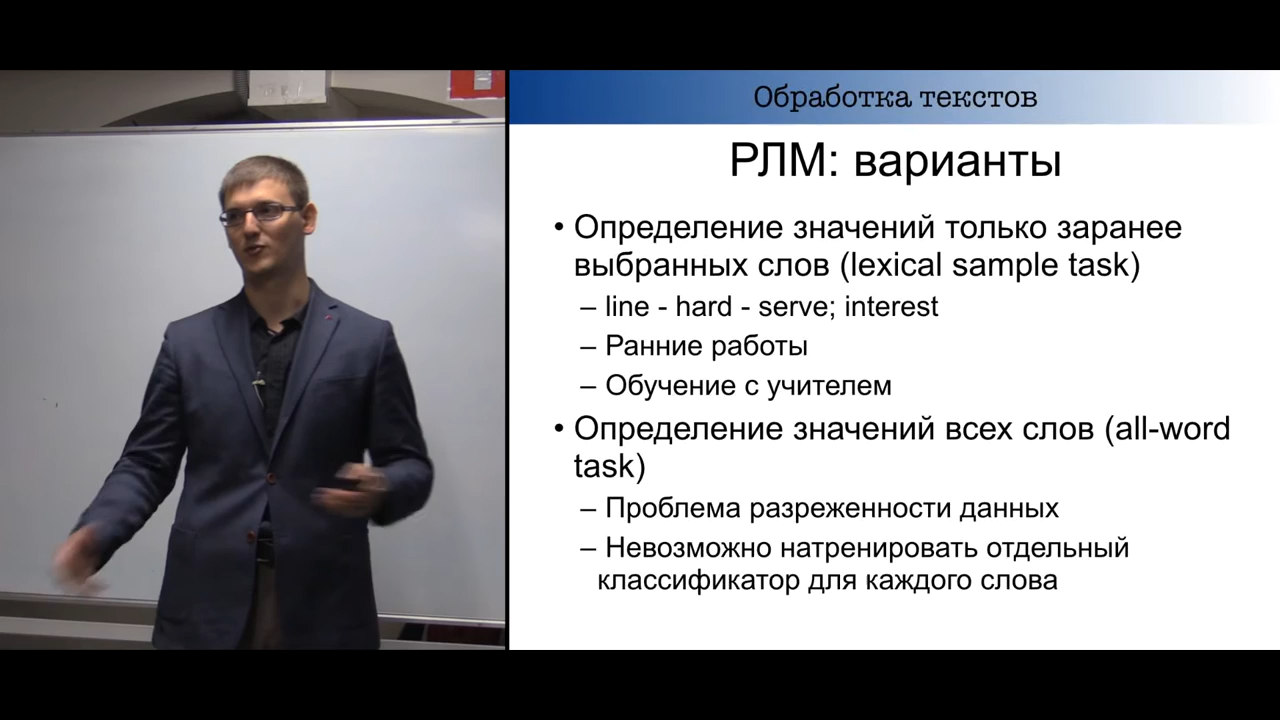 Обработка текстов
РЛМ: варианты
• Определение значений только заранее
выбранных слов (lexical sample task)
– line - hard - serve; interest
– Ранние работы
– Обучение с учителем
• Определение значений всех слов (all-word
task)
– Проблема разреженности данных
– Невозможно натренировать отдельный
классификатор для каждого слова